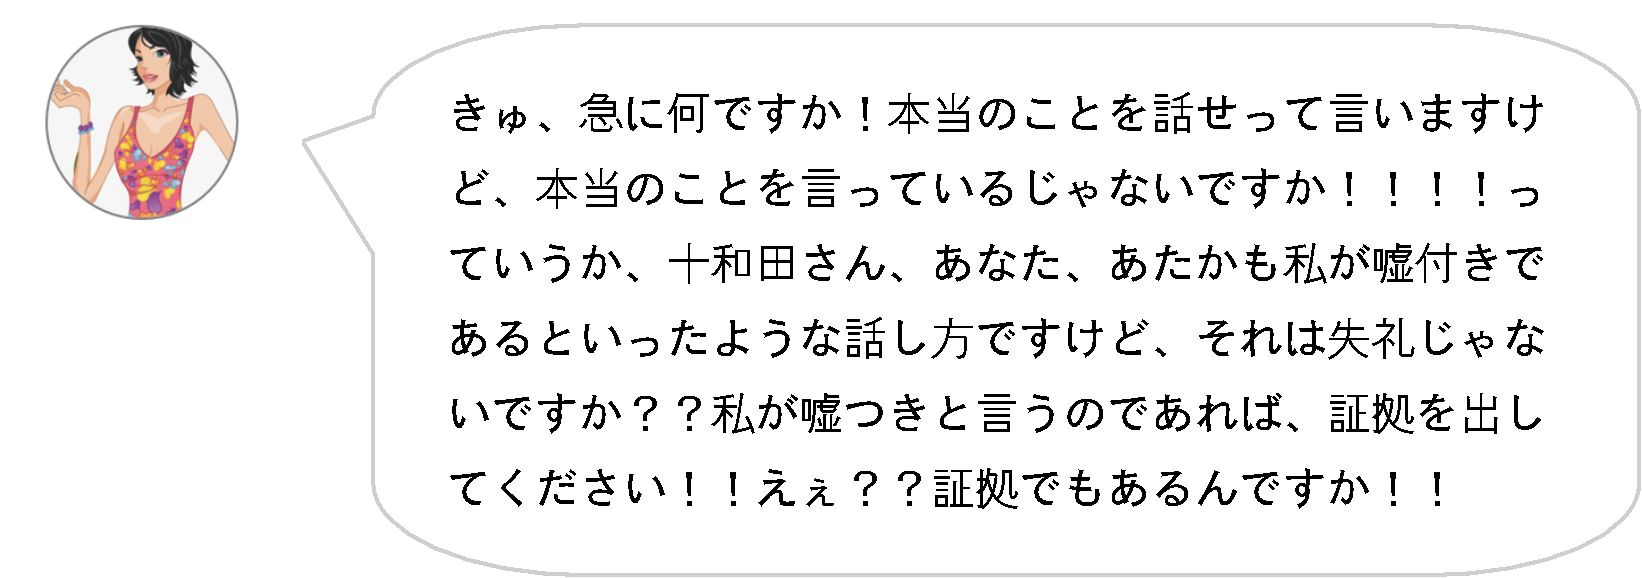 きゅ、急に何ですか！本当のことを話せって言いますけ
ど、本当のことを言っているじゃないですか！！！！っ
ていうか、十和田さん、あなた、あたかも私が嘘付きで
あるといったような話し方ですけど、それは失礼じゃな
いですか？？私が嘘つきと言うのであれば、証拠を出し
てください！！えぇ？？証拠でもあるんですか！！